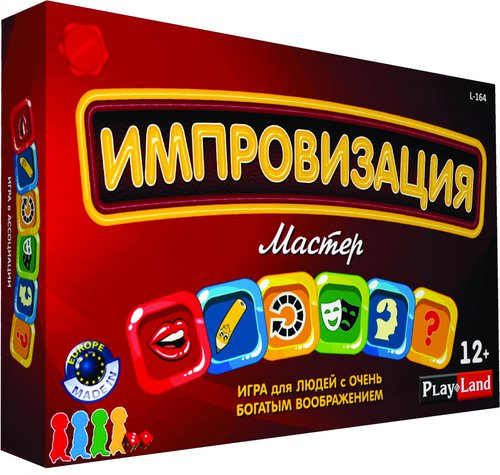 L-164
ИМПРОВИЗАЦИЯ
Мастер
ИГРА в АССОЦИАЦИИ
?
?
EUROPE
MADE IN
ИГРА для ЛЮДЕЙ с ОЧЕНЬ
БОГАТЫМ ВООБРАЖЕНИЕМ
12+
PLAY LAND